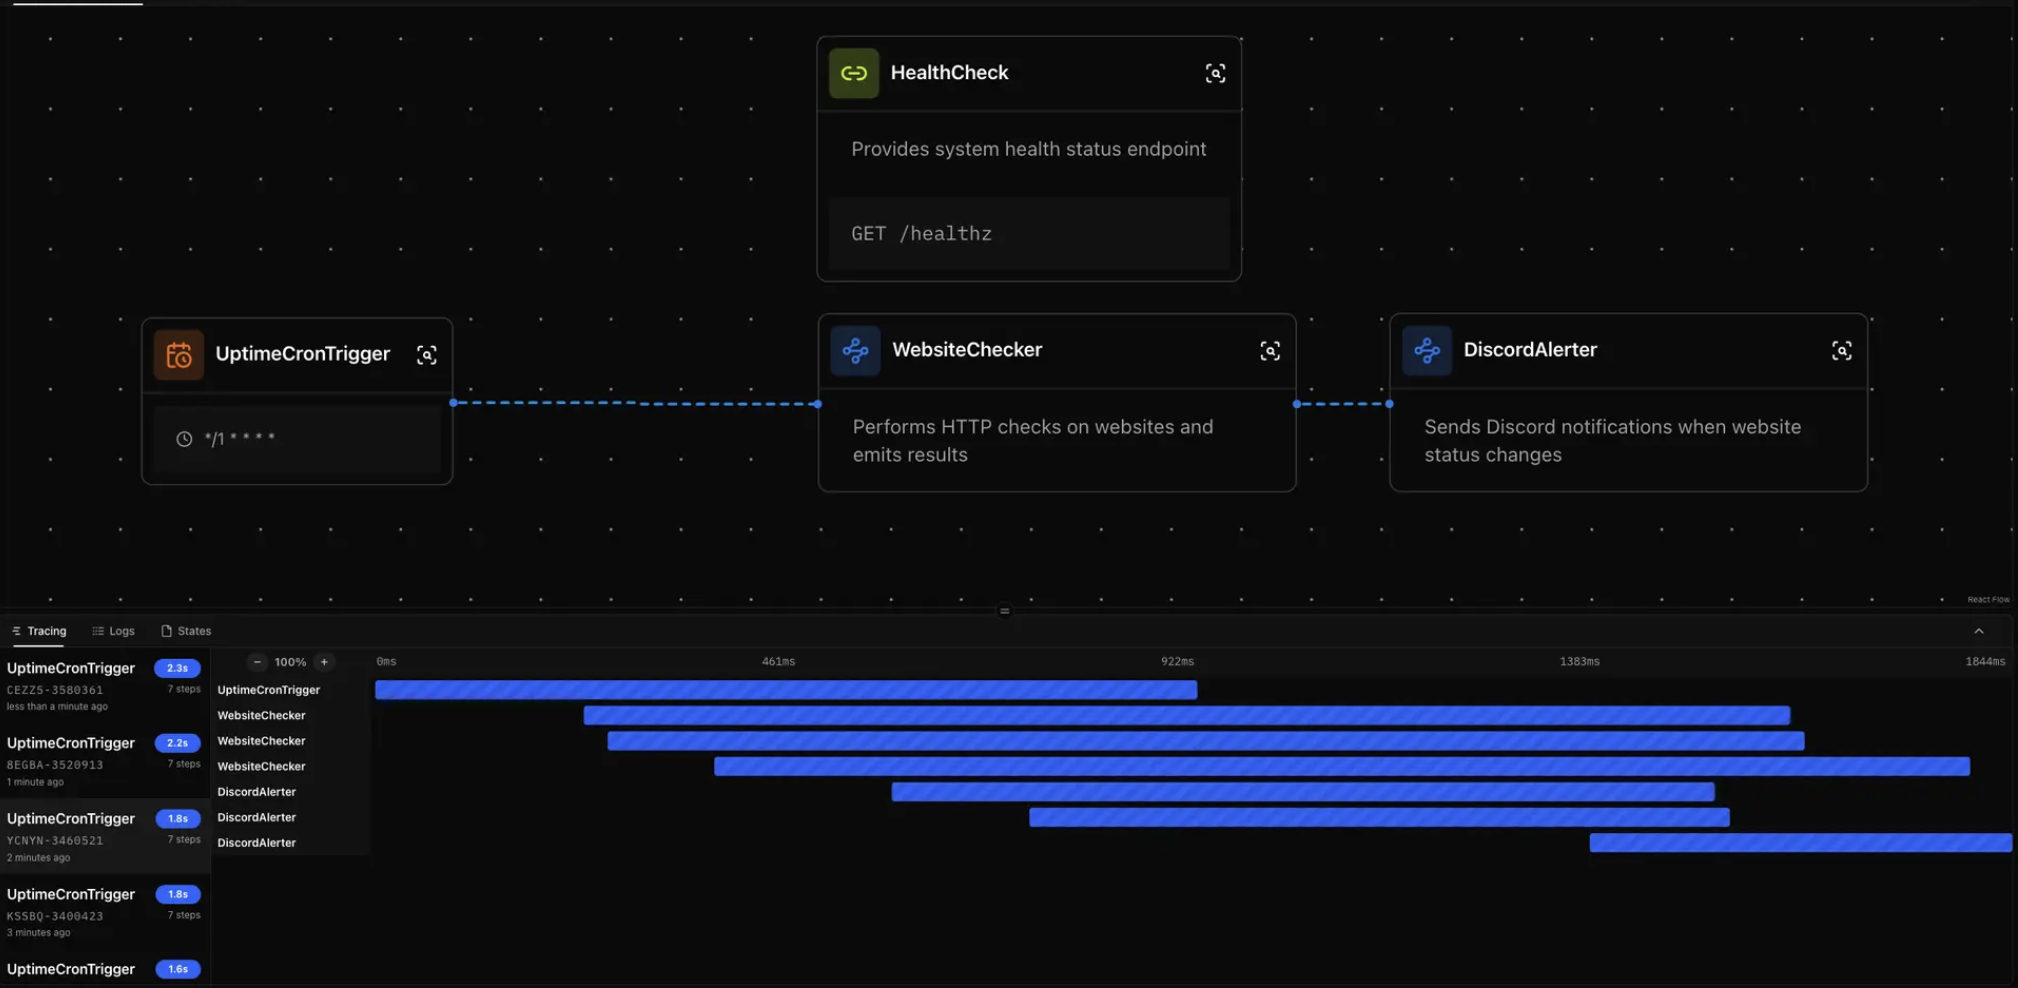 HealthCheck
Provides system health status endpoint
GET /healthz
UptimeCronTrigger
*/1 * * * *
WebsiteChecker
Performs HTTP checks on websites and
emits results
DiscordAlerter
Sends Discord notifications when website
status changes
React Flow
Tracing
Logs
States
UptimeCronTrigger 2.3s
CEZZ5-3580361 7 steps
less than a minute ago
UptimeCronTrigger 2.2s
8EGBA-3520913 7 steps
1 minute ago
UptimeCronTrigger 1.8s
YCNYN-3460521 7 steps
2 minutes ago
UptimeCronTrigger 1.8s
KSSBQ-3400423 7 steps
3 minutes ago
UptimeCronTrigger 1.6s
− 100% +
0ms 461ms 922ms 1383ms 1844ms
UptimeCronTrigger
WebsiteChecker
WebsiteChecker
WebsiteChecker
DiscordAlerter
DiscordAlerter
DiscordAlerter